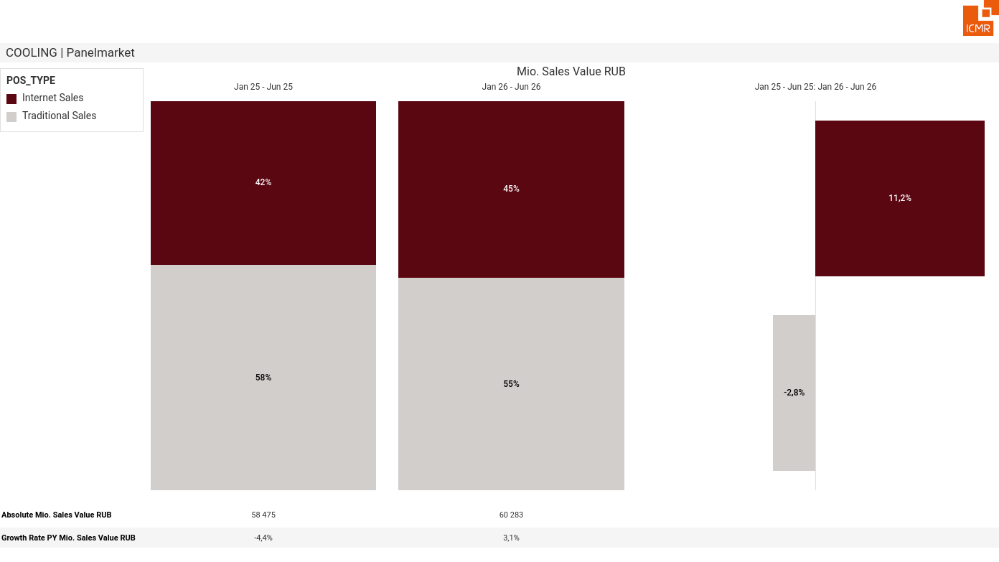 ICMR
COOLING | Panelmarket
POS_TYPE
Internet Sales
Traditional Sales
Mio. Sales Value RUB
Jan 25 - Jun 25
Jan 26 - Jun 26
Jan 25 - Jun 25: Jan 26 - Jun 26
42%
45%
11,2%
58%
55%
-2,8%
Absolute Mio. Sales Value RUB 58 475 60 283
Growth Rate PY Mio. Sales Value RUB -4,4% 3,1%